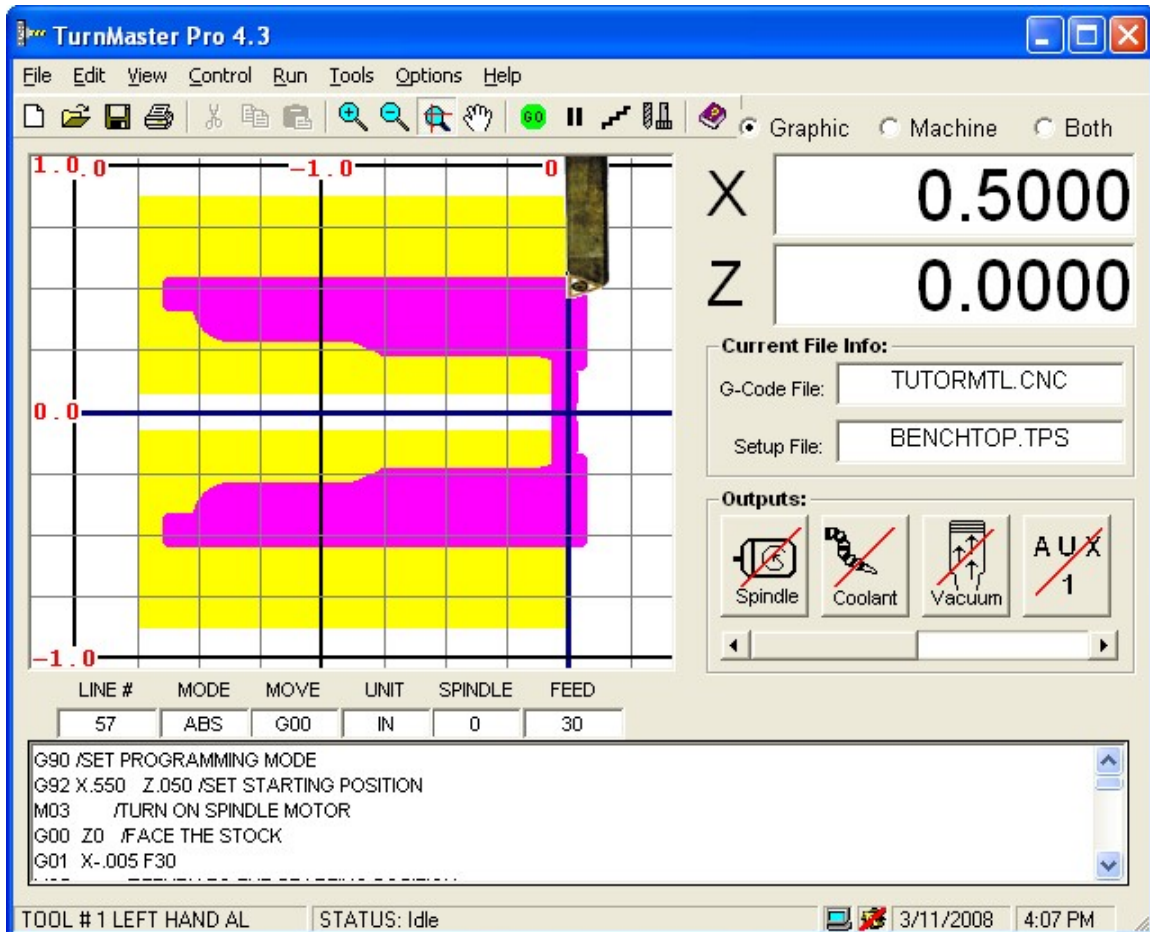 TurnMaster Pro 4.3
File Edit View Control Run Tools Options Help
GO
Graphic Machine Both
1.0 .0 -1.0 0
0.0
-1.0
X 0.5000
Z 0.0000
Current File Info:
G-Code File: TUTORMTL.CNC
Setup File: BENCHTOP.TPS
Outputs:
Spindle Coolant Vacuum AUX 1
LINE # MODE MOVE UNIT SPINDLE FEED
57 ABS G00 IN 0 30
G90 /SET PROGRAMMING MODE
G92 X.550 Z.050 /SET STARTING POSITION
M03 /TURN ON SPINDLE MOTOR
G00 Z0 /FACE THE STOCK
G01 X-.005 F30
TOOL # 1 LEFT HAND AL STATUS: Idle 3/11/2008 4:07 PM